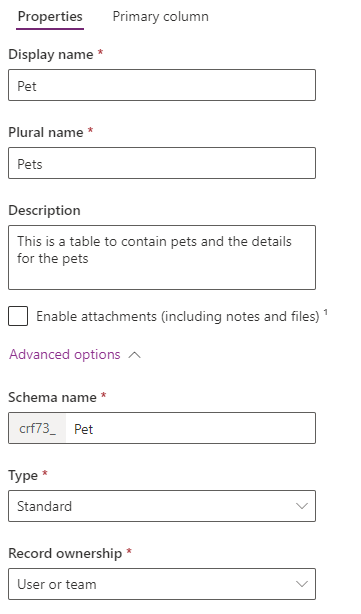 Properties Primary column
Display name *
Pet
Plural name *
Pets
Description
This is a table to contain pets and the details
for the pets
Enable attachments (including notes and files) ¹
Advanced options
Schema name *
crf73_ Pet
Type *
Standard
Record ownership *
User or team